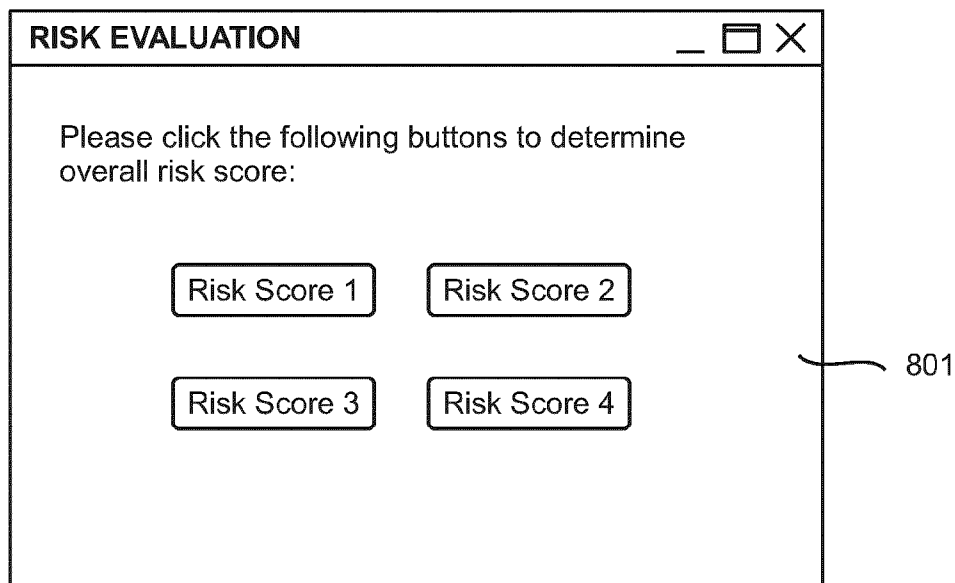 RISK EVALUATION
Please click the following buttons to determine
overall risk score:
Risk Score 1 Risk Score 2
801
Risk Score 3 Risk Score 4